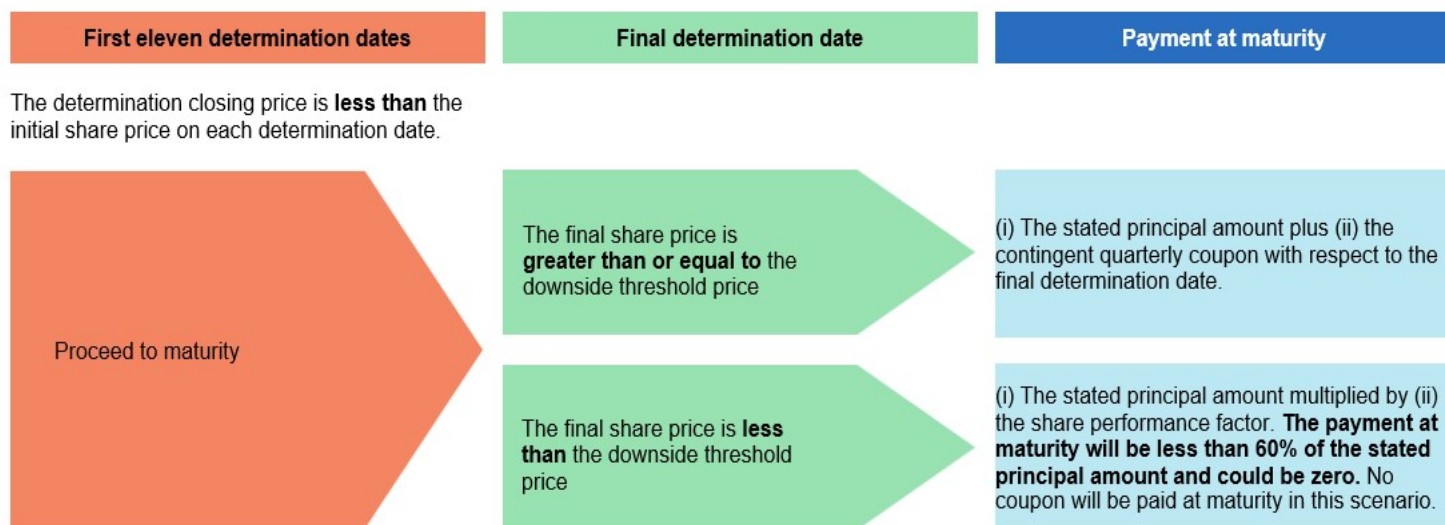 First eleven determination dates
Final determination date
Payment at maturity
The determination closing price is less than the
initial share price on each determination date.
Proceed to maturity
The final share price is
greater than or equal to the
downside threshold price
(i) The stated principal amount plus (ii) the
contingent quarterly coupon with respect to the
final determination date.
The final share price is less
than the downside threshold
price
(i) The stated principal amount multiplied by (ii)
the share performance factor. The payment at
maturity will be less than 60% of the stated
principal amount and could be zero. No
coupon will be paid at maturity in this scenario.